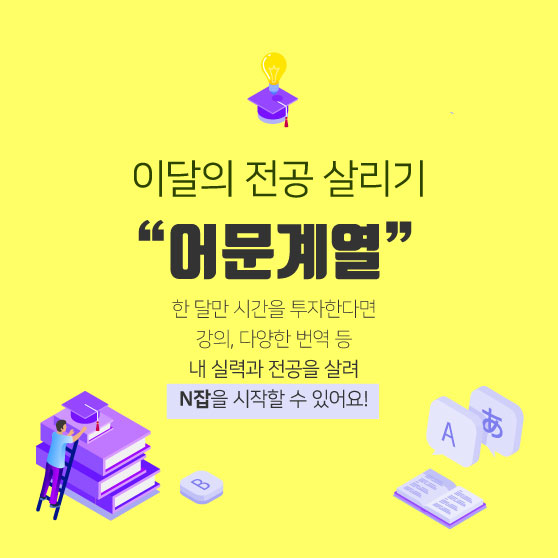 이달의 전공 살리기
“어문계열”
한 달만 시간을 투자한다면
강의, 다양한 번역 등
내 실력과 전공을 살려
N잡을 시작할 수 있어요!
A
あ
B